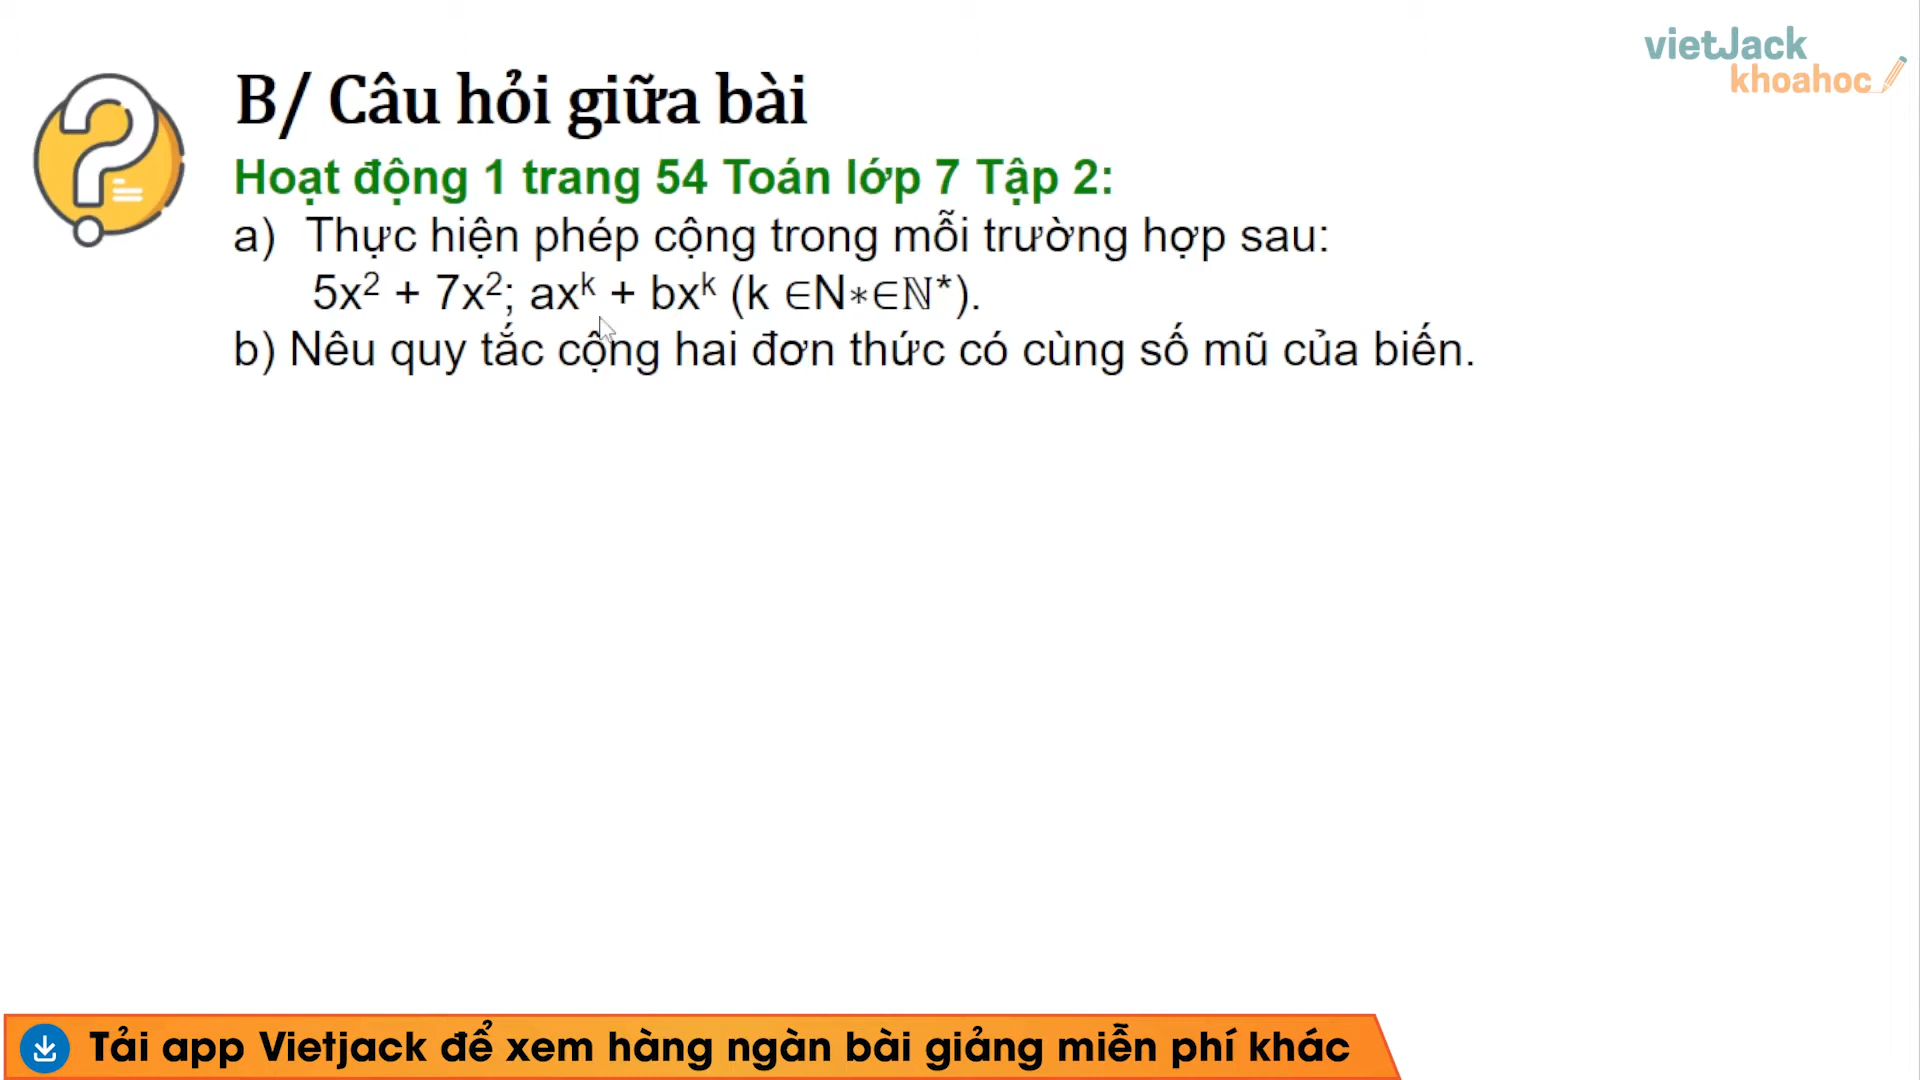 vietJack
khoahoc
B/ Câu hỏi giữa bài
Hoạt động 1 trang 54 Toán lớp 7 Tập 2:
a) Thực hiện phép cộng trong mỗi trường hợp sau:
5x² + 7x²; axᵏ + bxᵏ (k ∈N∗∈ℕ*).
b) Nêu quy tắc cộng hai đơn thức có cùng số mũ của biến.
Tải app Vietjack để xem hàng ngàn bài giảng miễn phí khác